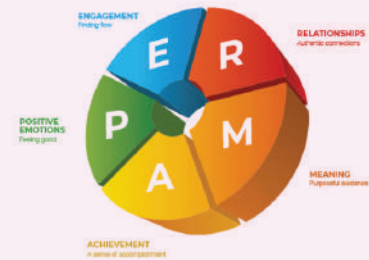 ENGAGEMENT
Finding flow
RELATIONSHIPS
Authentic connections
E
R
P
M
A
POSITIVE
EMOTIONS
Feeling good
MEANING
Purposeful existence
ACHIEVEMENT
A sense of accomplishment